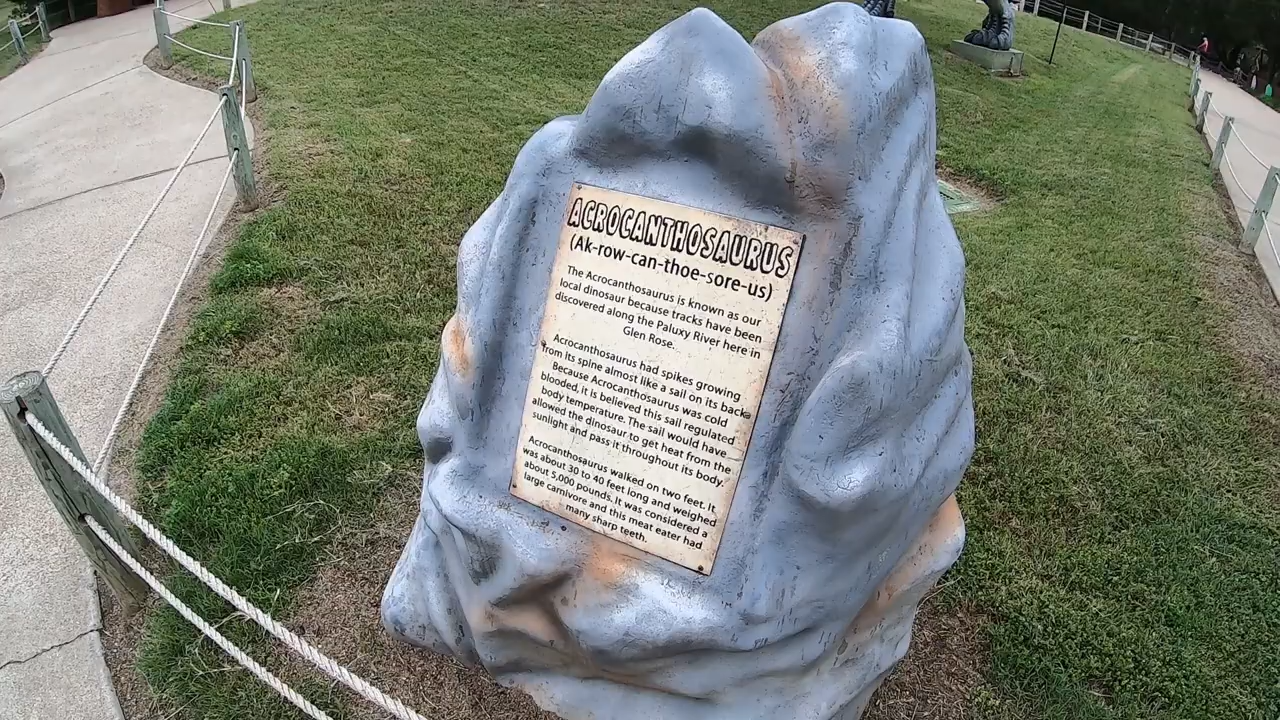 ACROCANTHOSAURUS
(Ak-row-can-thoe-sore-us)
The Acrocanthosaurus is known as our
local dinosaur because tracks have been
discovered along the Paluxy River here in
Glen Rose.
Acrocanthosaurus had spikes growing
from its spine almost like a sail on its back.
Because Acrocanthosaurus was cold
blooded, it is believed this sail regulated
body temperature. The sail would have
allowed the dinosaur to get heat from the
sunlight and pass it throughout its body.
Acrocanthosaurus walked on two feet. It
was about 30 to 40 feet long and weighed
about 5,000 pounds. It was considered a
large carnivore and this meat eater had
many sharp teeth.